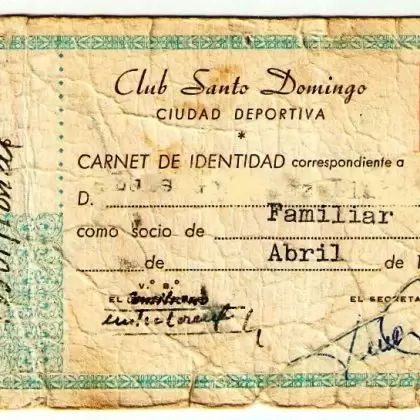 Club Santo Domingo
CIUDAD DEPORTIVA
*
CARNET DE IDENTIDAD correspondiente a
D.
como socio de Familiar
de Abril de 1
V.º B.º
EL
EL SECRETA